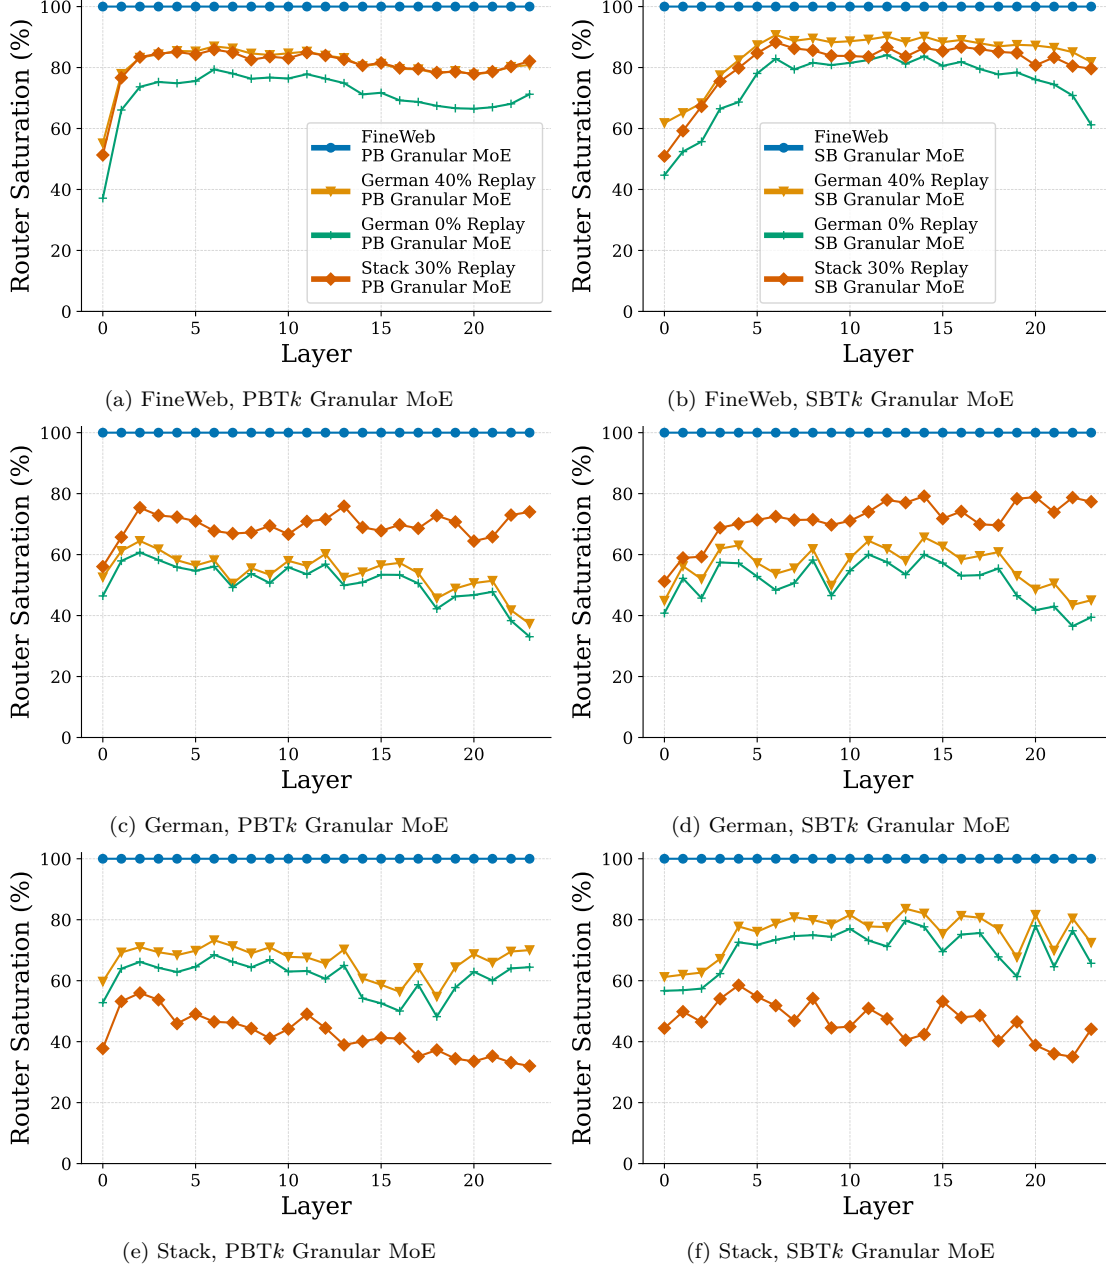 100
80
60
40
20
0
Router Saturation (%)
0 5 10 15 20
Layer
FineWeb
PB Granular MoE
German 40% Replay
PB Granular MoE
German 0% Replay
PB Granular MoE
Stack 30% Replay
PB Granular MoE
(a) FineWeb, PBTk Granular MoE
100
80
60
40
20
0
Router Saturation (%)
0 5 10 15 20
Layer
FineWeb
SB Granular MoE
German 40% Replay
SB Granular MoE
German 0% Replay
SB Granular MoE
Stack 30% Replay
SB Granular MoE
(b) FineWeb, SBTk Granular MoE
100
80
60
40
20
0
Router Saturation (%)
0 5 10 15 20
Layer
(c) German, PBTk Granular MoE
100
80
60
40
20
0
Router Saturation (%)
0 5 10 15 20
Layer
(d) German, SBTk Granular MoE
100
80
60
40
20
0
Router Saturation (%)
0 5 10 15 20
Layer
(e) Stack, PBTk Granular MoE
100
80
60
40
20
0
Router Saturation (%)
0 5 10 15 20
Layer
(f) Stack, SBTk Granular MoE